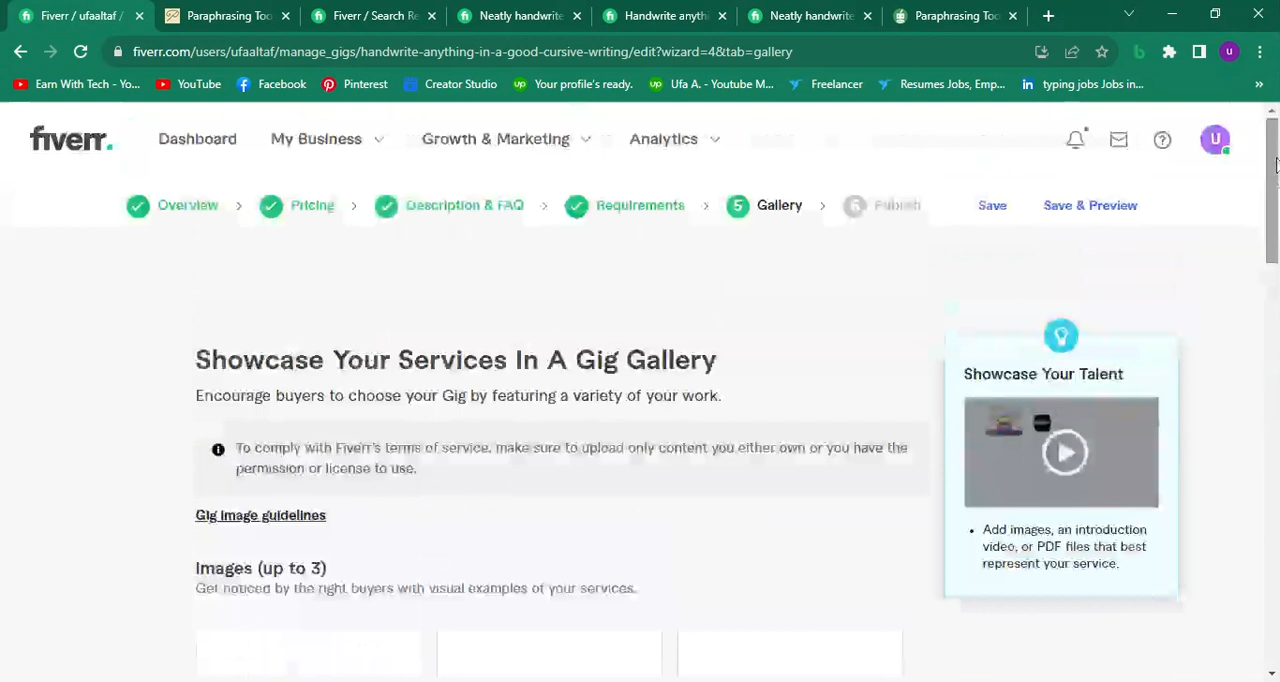 Fiverr / ufaaltaf /
Paraphrasing Too
Fiverr / Search Re
Neatly handwrite
Handwrite anythi
Neatly handwrite
Paraphrasing Too
fiverr.com/users/ufaaltaf/manage_gigs/handwrite-anything-in-a-good-cursive-writing/edit?wizard=4&tab=gallery
Earn With Tech - Yo...
YouTube
Facebook
Pinterest
Creator Studio
Your profile's ready.
Ufa A. - Youtube M...
Freelancer
Resumes Jobs, Emp...
typing jobs Jobs in...
fiverr.
Dashboard
My Business
Growth & Marketing
Analytics
U
Overview
Pricing
Description & FAQ
Requirements
5 Gallery
6 Publish
Save
Save & Preview
Showcase Your Services In A Gig Gallery
Encourage buyers to choose your Gig by featuring a variety of your work.
To comply with Fiverr's terms of service, make sure to upload only content you either own or you have the
permission or license to use.
Gig image guidelines
Images (up to 3)
Get noticed by the right buyers with visual examples of your services.
Showcase Your Talent
• Add images, an introduction
video, or PDF files that best
represent your service.